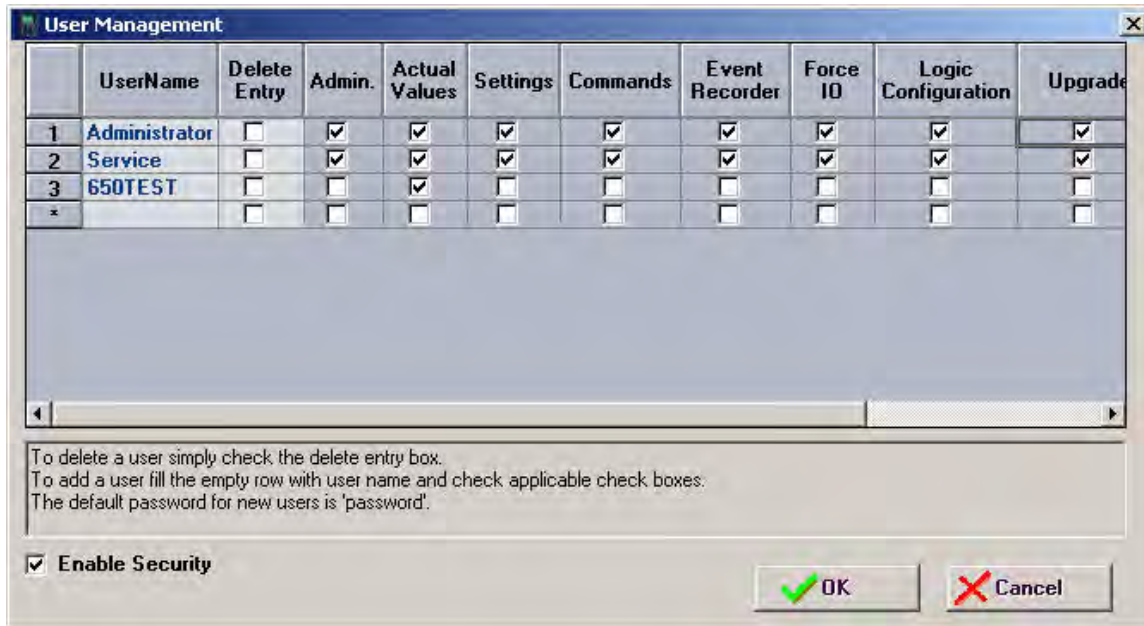 User Management
UserName Delete Entry Admin. Actual Values Settings Commands Event Recorder Force IO Logic Configuration Upgrade
1 Administrator
2 Service
3 650TEST
*
To delete a user simply check the delete entry box.
To add a user fill the empty row with user name and check applicable check boxes.
The default password for new users is 'password'.
Enable Security
OK Cancel